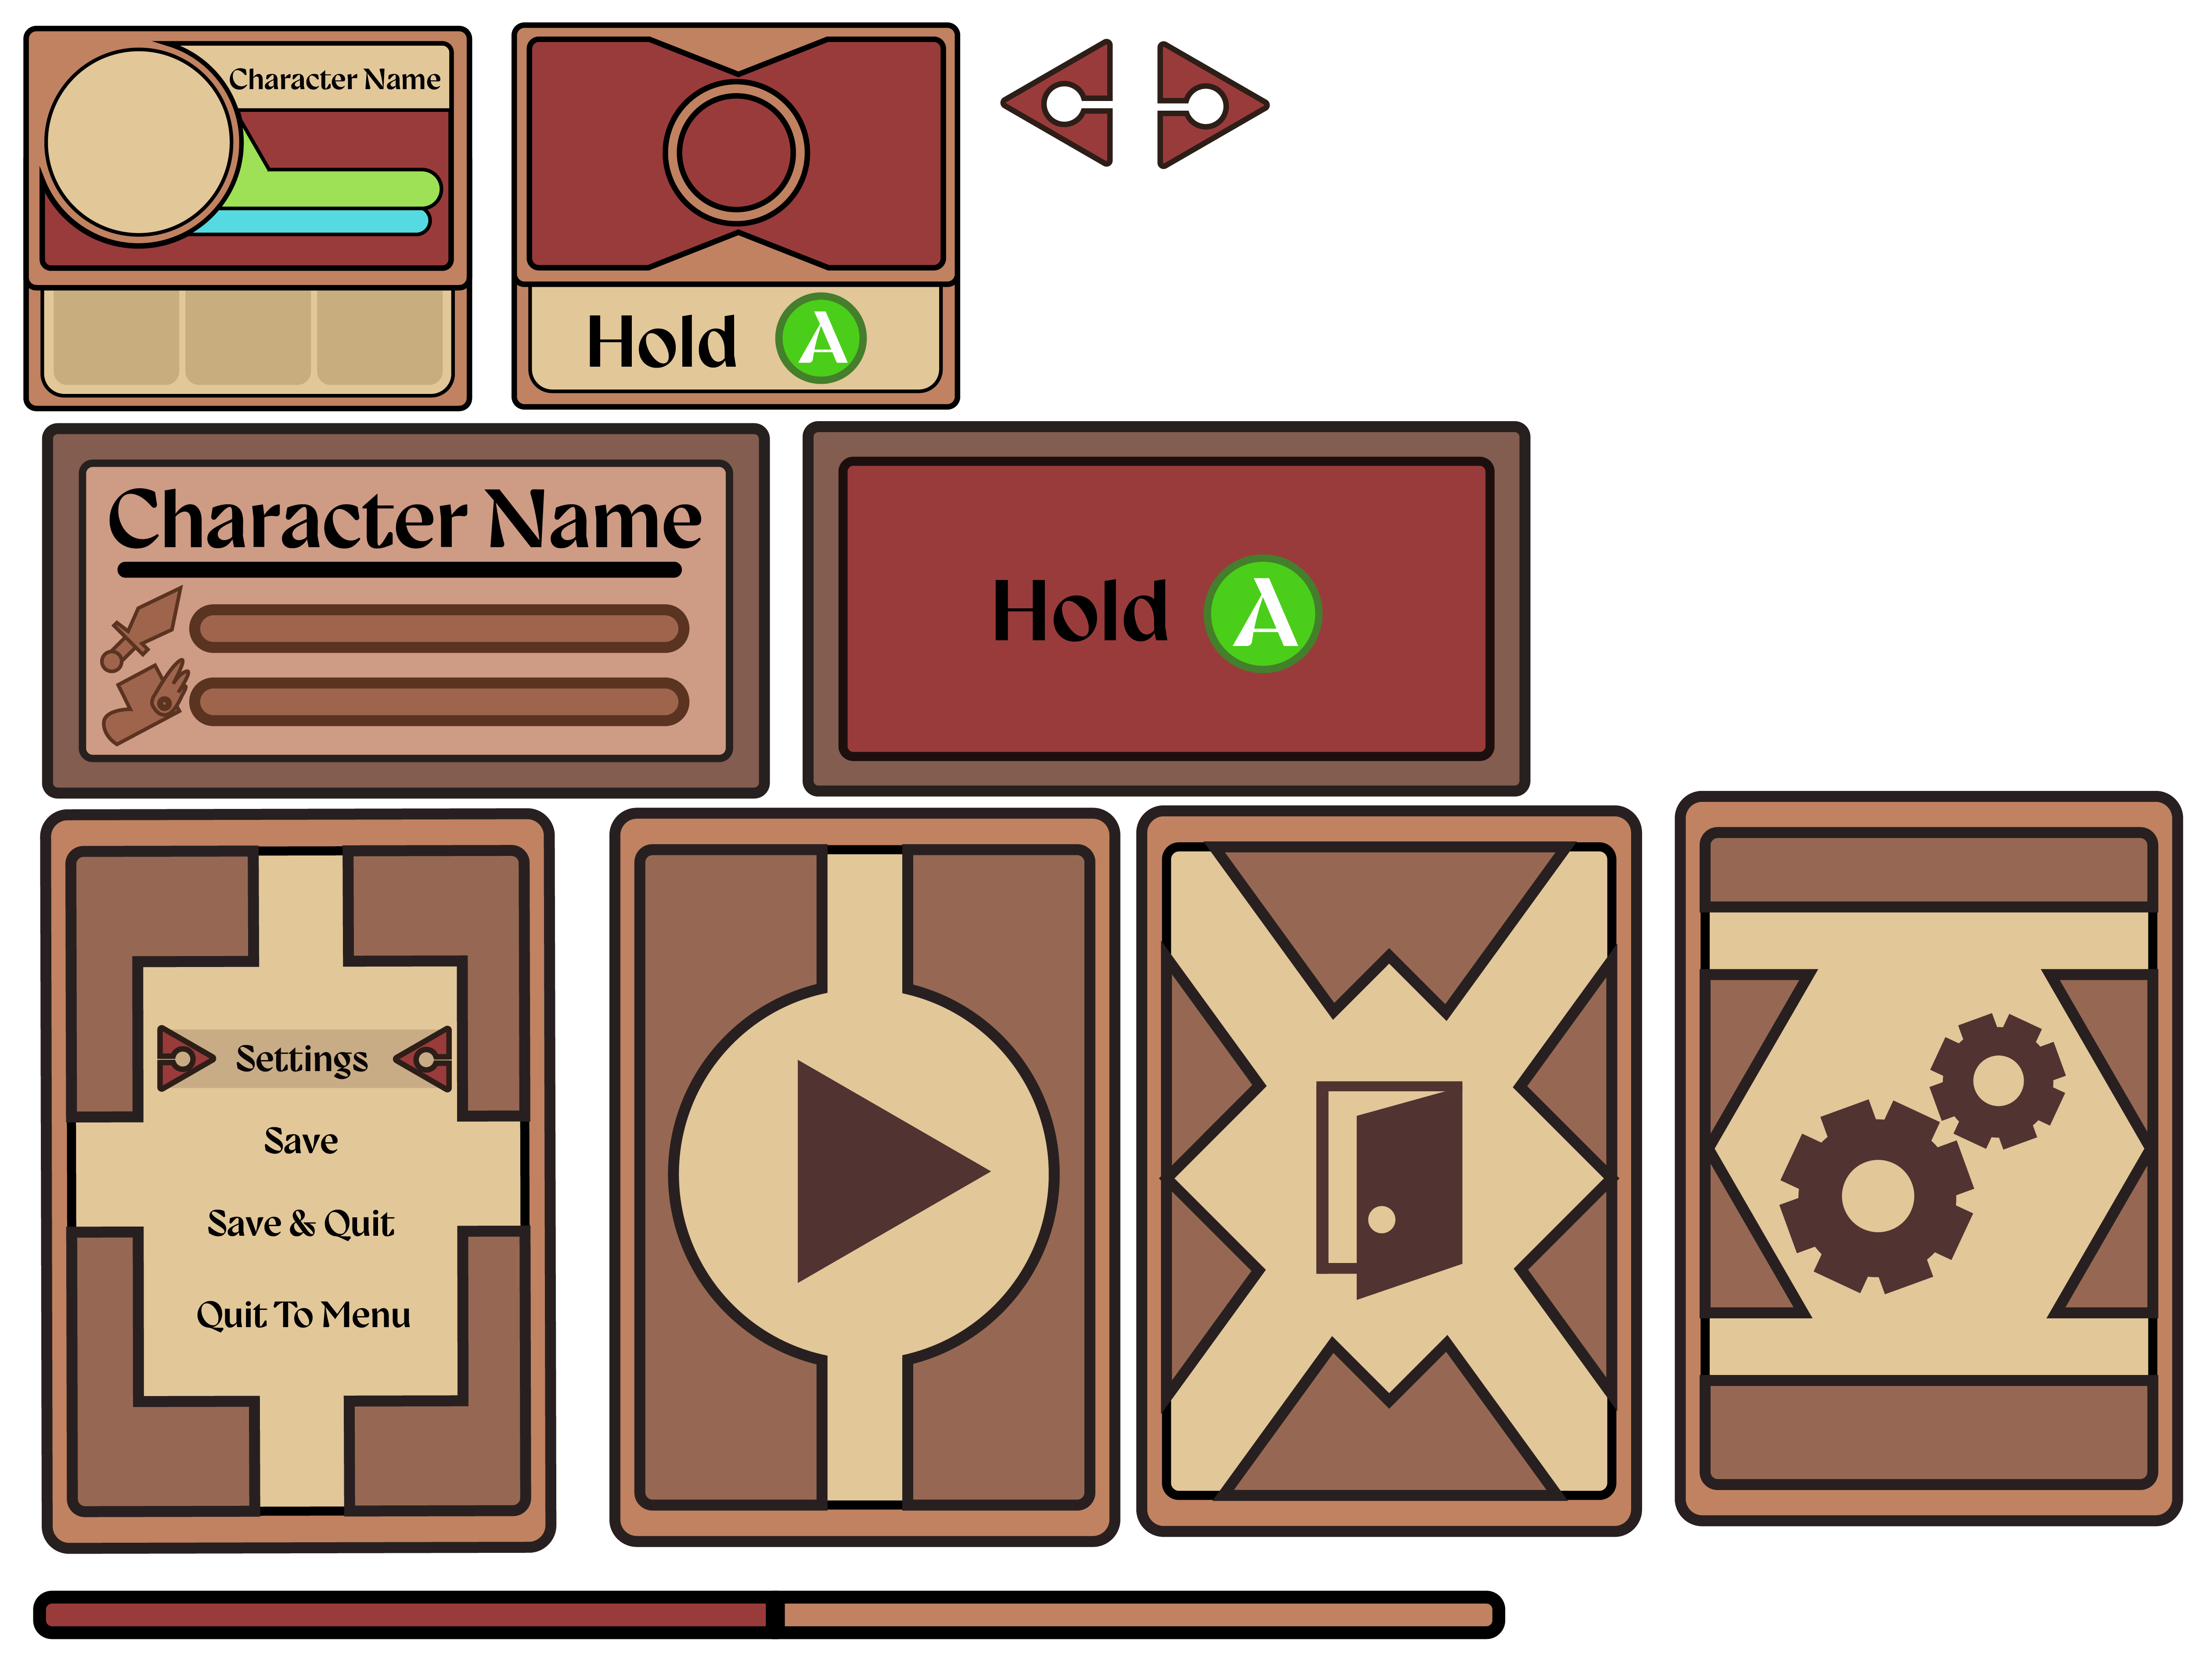 Character Name
Hold A
Character Name
Hold A
Settings
Save
Save & Quit
Quit To Menu